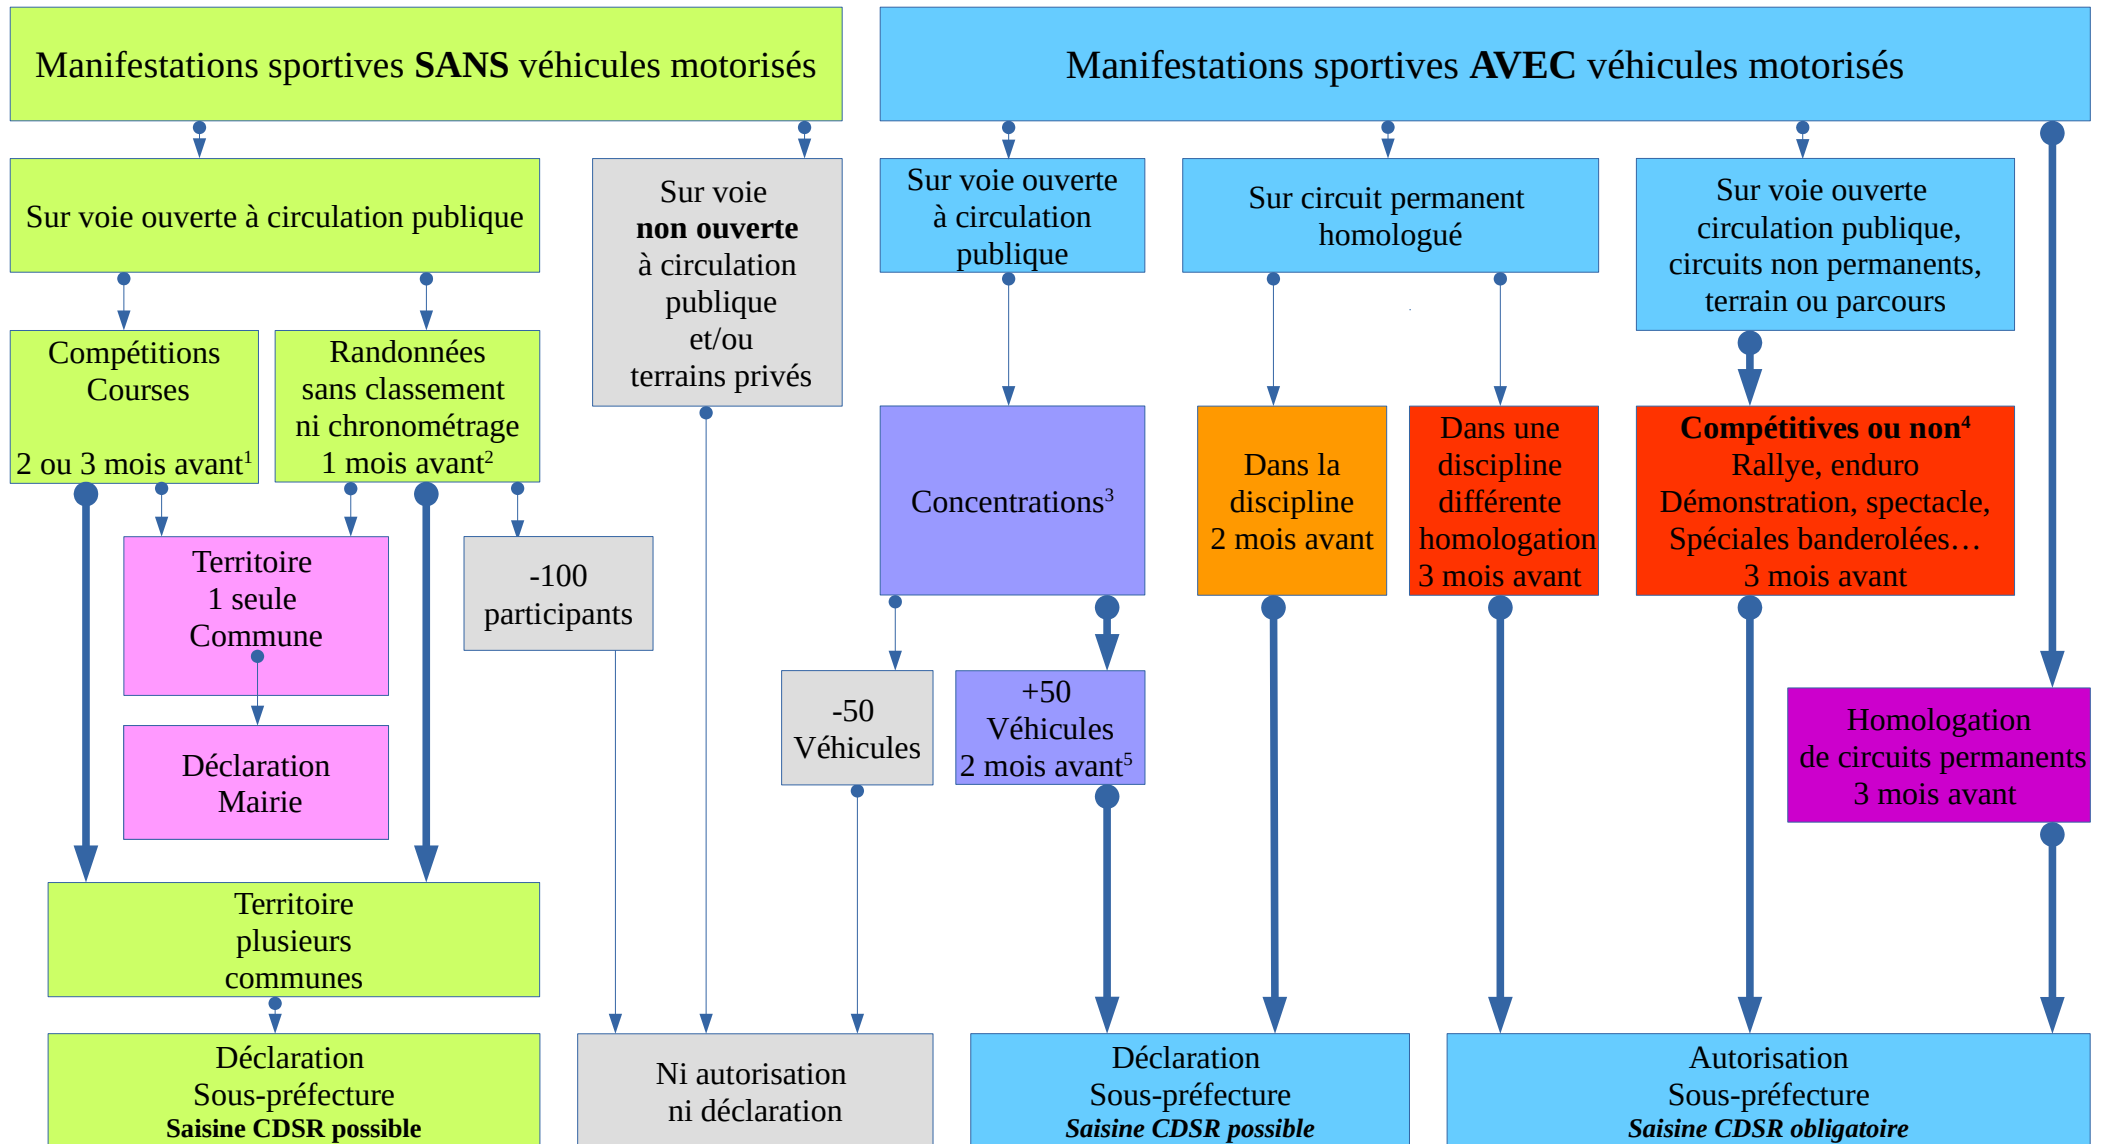 Manifestations sportives SANS véhicules motorisés
Manifestations sportives AVEC véhicules motorisés
Sur voie ouverte à circulation publique
Sur voie
non ouverte
à circulation
publique
et/ou
terrains privés
Sur voie ouverte
à circulation
publique
Sur circuit permanent
homologué
Sur voie ouverte
circulation publique,
circuits non permanents,
terrain ou parcours
Compétitions
Courses
2 ou 3 mois avant¹
Randonnées
sans classement
ni chronométrage
1 mois avant²
Concentrations³
Dans la
discipline
2 mois avant
Dans une
discipline
différente
homologation
3 mois avant
Compétitives ou non⁴
Rallye, enduro
Démonstration, spectacle,
Spéciales banderolées…
3 mois avant
Territoire
1 seule
Commune
-100
participants
-50
Véhicules
+50
Véhicules
2 mois avant⁵
Homologation
de circuits permanents
3 mois avant
Déclaration
Mairie
Territoire
plusieurs
communes
Déclaration
Sous-préfecture
Saisine CDSR possible
Ni autorisation
ni déclaration
Déclaration
Sous-préfecture
Saisine CDSR possible
Autorisation
Sous-préfecture
Saisine CDSR obligatoire